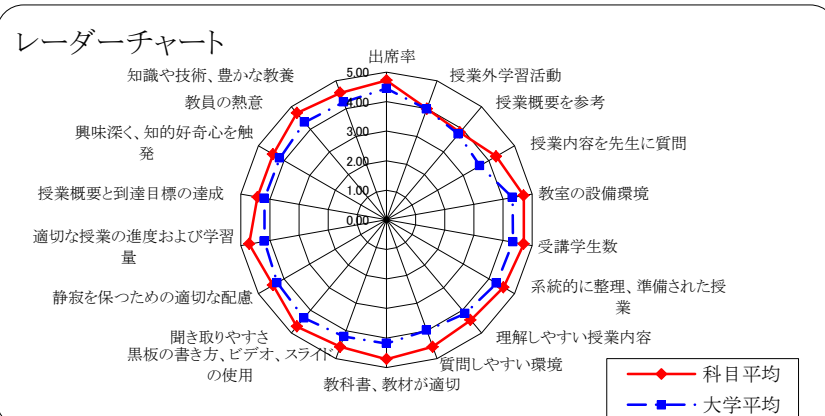 レーダーチャート
出席率
授業外学習活動
授業概要を参考
授業内容を先生に質問
教室の設備環境
受講学生数
系統的に整理、準備された授
業
理解しやすい授業内容
質問しやすい環境
教科書、教材が適切
黒板の書き方、ビデオ、スライド
の使用
聞き取りやすさ
静寂を保つための適切な配慮
適切な授業の進度および学習
量
授業概要と到達目標の達成
興味深く、知的好奇心を触
発
教員の熱意
知識や技術、豊かな教養
5.00
4.00
3.00
2.00
1.00
0.00
科目平均
大学平均